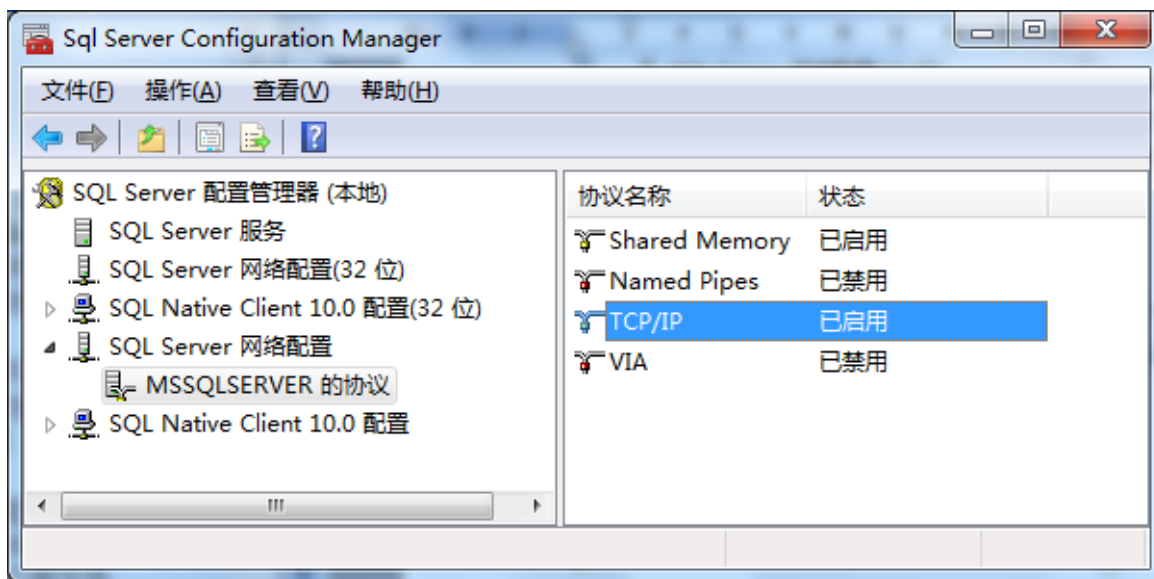 Sql Server Configuration Manager
文件(F) 操作(A) 查看(V) 帮助(H)
SQL Server 配置管理器 (本地)
SQL Server 服务
SQL Server 网络配置(32 位)
SQL Native Client 10.0 配置(32 位)
SQL Server 网络配置
MSSQLSERVER 的协议
SQL Native Client 10.0 配置
协议名称 状态
Shared Memory 已启用
Named Pipes 已禁用
TCP/IP 已启用
VIA 已禁用